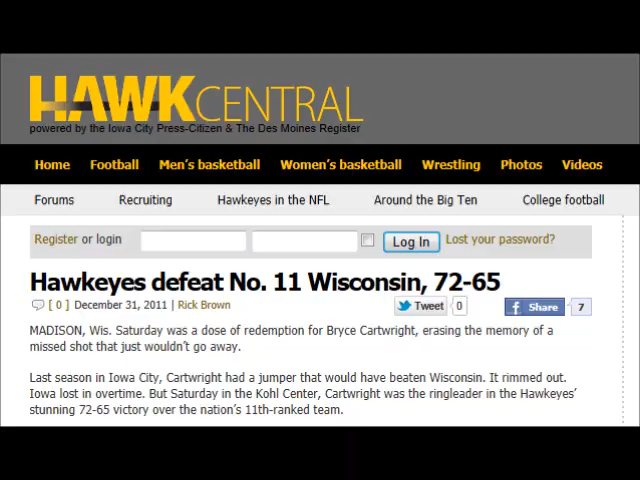 HAWKCENTRAL
powered by the Iowa City Press-Citizen & The Des Moines Register
Home Football Men's basketball Women's basketball Wrestling Photos Videos
Forums Recruiting Hawkeyes in the NFL Around the Big Ten College football
Register or login Log In Lost your password?
Hawkeyes defeat No. 11 Wisconsin, 72-65
[ 0 ] December 31, 2011 | Rick Brown Tweet 0 Share 7
MADISON, Wis. Saturday was a dose of redemption for Bryce Cartwright, erasing the memory of a
missed shot that just wouldn't go away.
Last season in Iowa City, Cartwright had a jumper that would have beaten Wisconsin. It rimmed out.
Iowa lost in overtime. But Saturday in the Kohl Center, Cartwright was the ringleader in the Hawkeyes'
stunning 72-65 victory over the nation's 11th-ranked team.